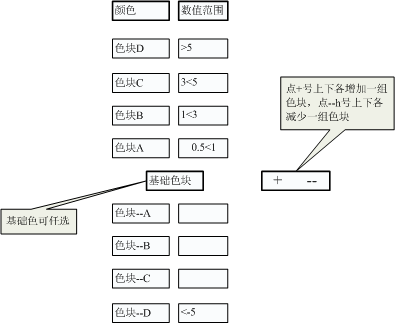 颜色 数值范围
色块D >5
色块C 3<5
色块B 1<3
色块A 0.5<1
点+号上下各增加一组
色块，点--h号上下各
减少一组色块
基础色块 + --
基础色可任选
色块--A
色块--B
色块--C
色块--D <-5